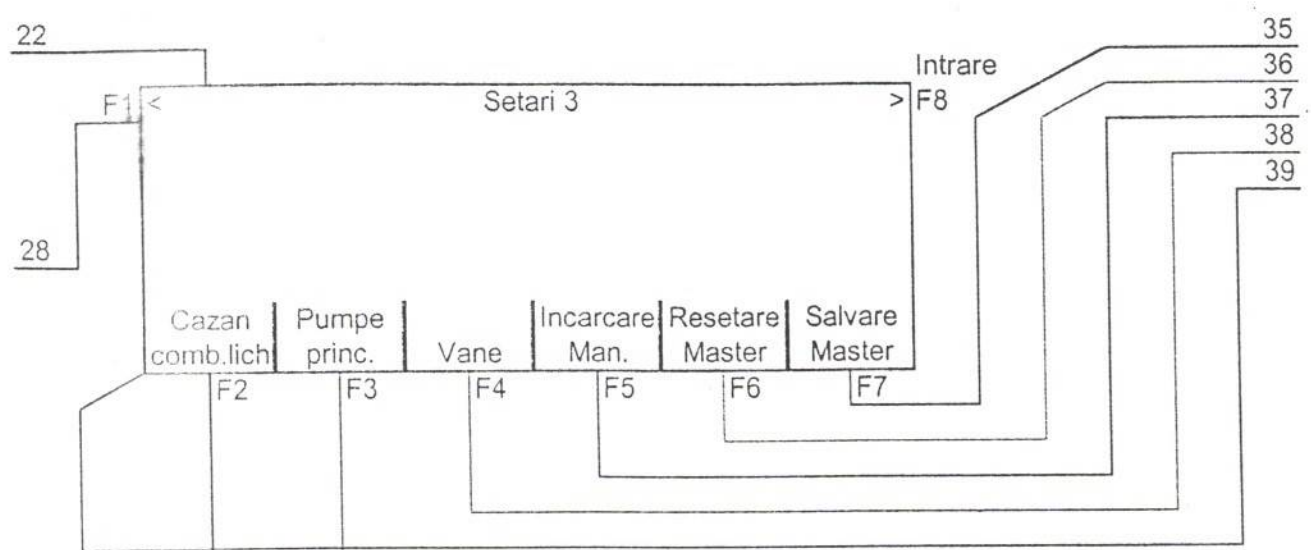 22
35
Intrare
36
F1 < Setari 3 > F8
37
38
39
28
Cazan
comb.lich
Pumpe
princ.
Vane
Incarcare
Man.
Resetare
Master
Salvare
Master
F2 F3 F4 F5 F6 F7